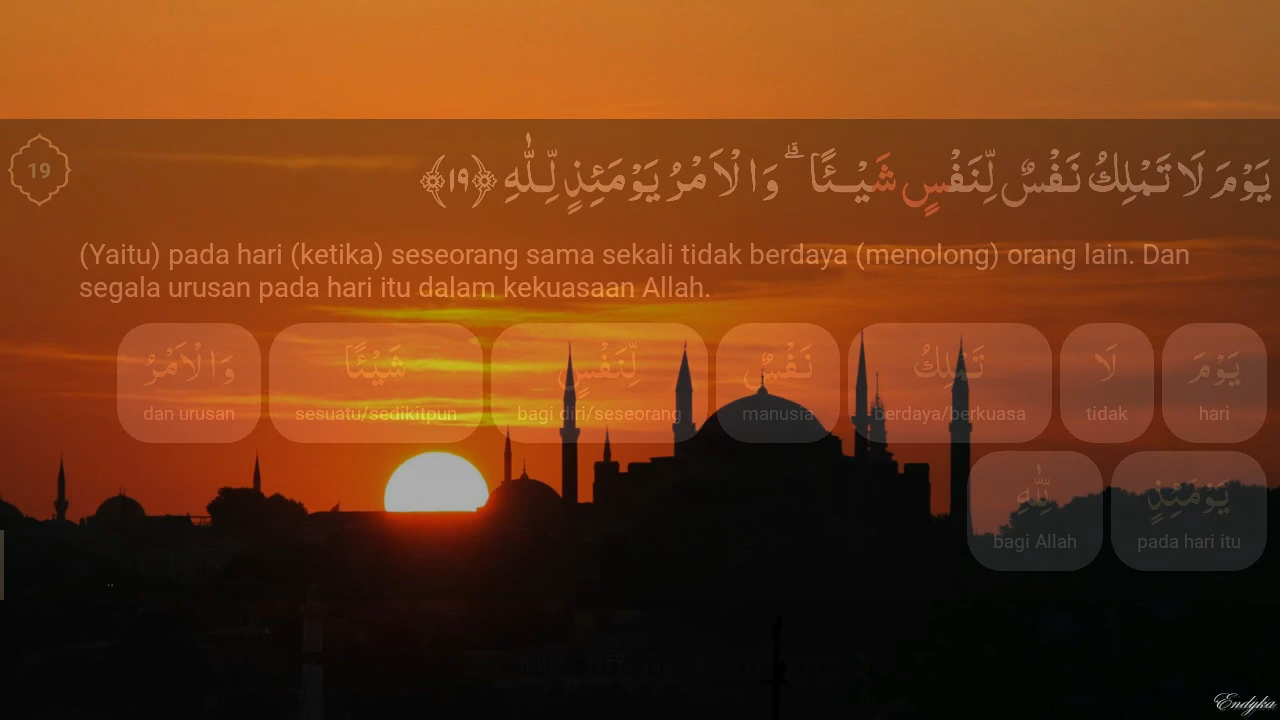 19
يَوْمَ لَا تَمْلِكُ نَفْسٌ لِّنَفْسٍ شَيْـًٔا ۗ وَالْاَمْرُ يَوْمَئِذٍ لِّلّٰهِ ﴿١٩﴾
(Yaitu) pada hari (ketika) seseorang sama sekali tidak berdaya (menolong) orang lain. Dan
segala urusan pada hari itu dalam kekuasaan Allah.
يَوْمَ لَا تَمْلِكُ نَفْسٌ لِّنَفْسٍ شَيْئًا وَالْاَمْرُ
hari tidak berdaya/berkuasa manusia bagi diri/seseorang sesuatu/sedikitpun dan urusan
يَوْمَئِذٍ لِلّٰهِ
pada hari itu bagi Allah
Endyka